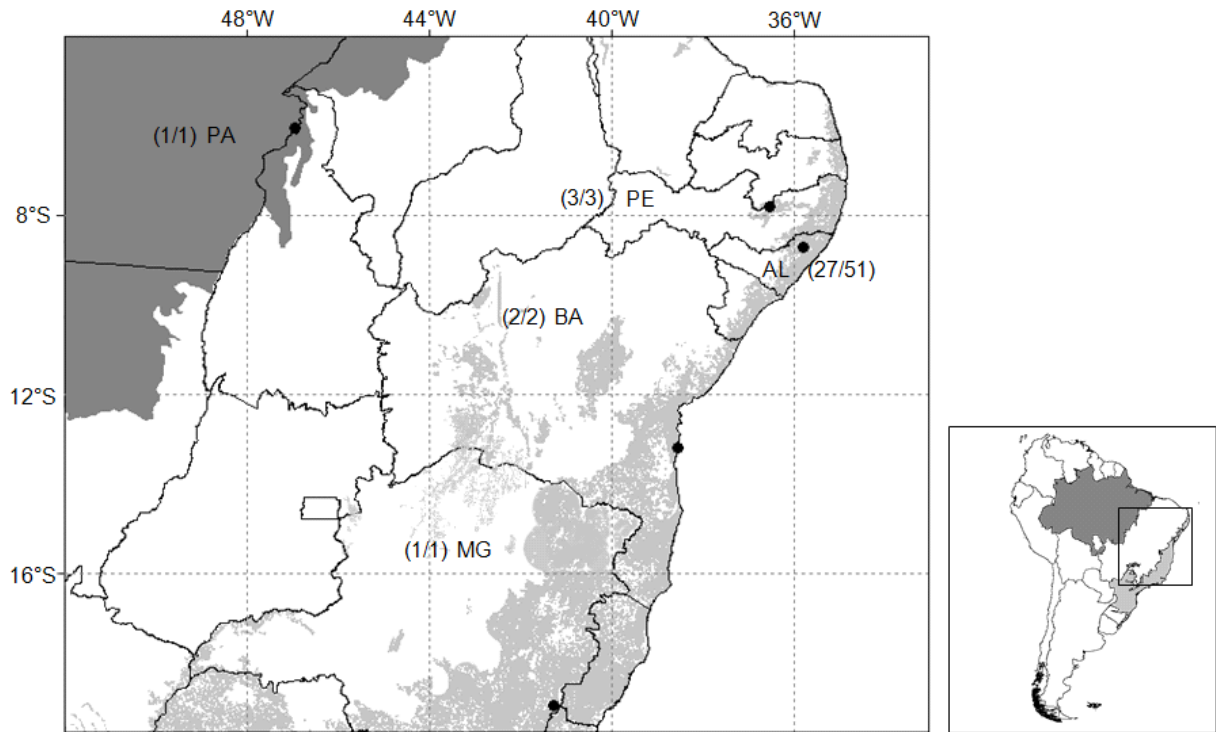 48°W 44°W 40°W 36°W
(1/1) PA
(3/3) PE
8°S
AL (27/51)
(2/2) BA
12°S
(1/1) MG
16°S